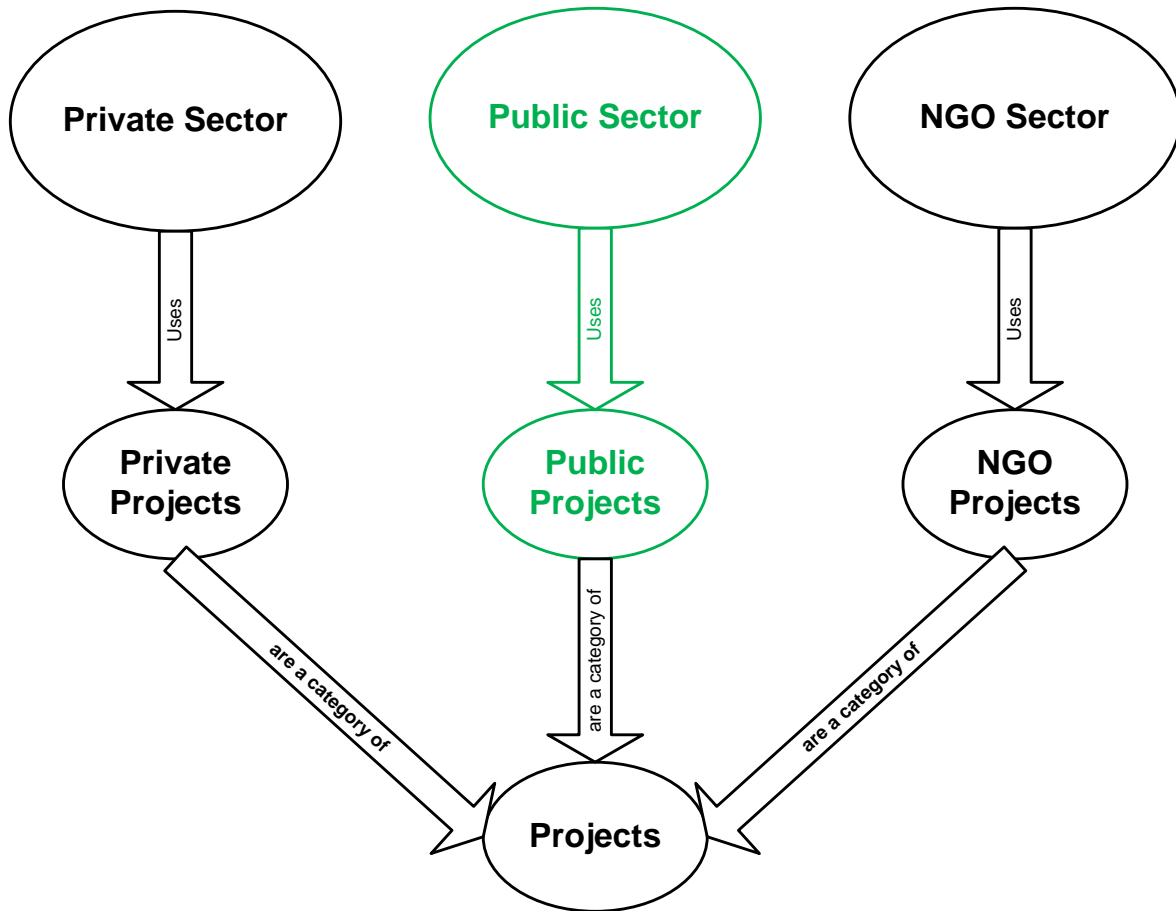 Private Sector
Public Sector
NGO Sector
Uses
Uses
Uses
Private
Projects
Public
Projects
NGO
Projects
are a category of
are a category of
are a category of
Projects